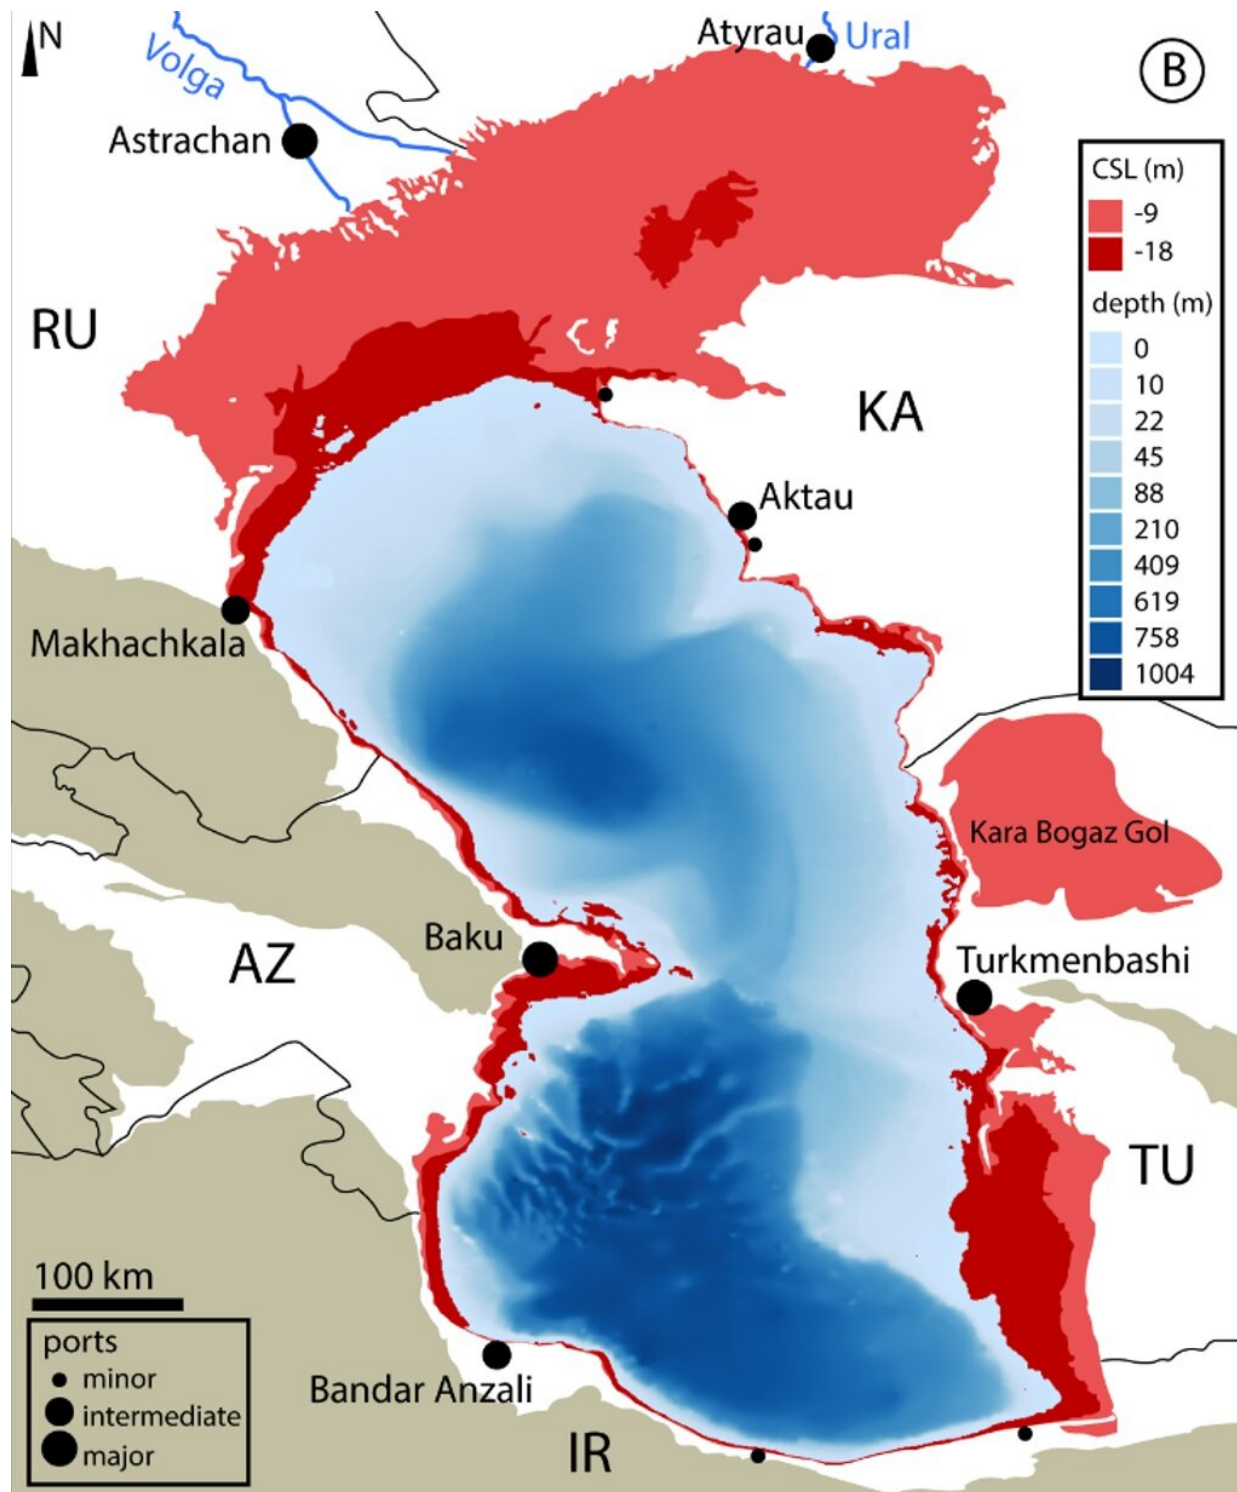 N
Volga
Astrachan
Atyrau
Ural
B
CSL (m)
-9
-18
depth (m)
0
10
22
45
88
210
409
619
758
1004
RU
KA
Aktau
Makhachkala
Kara Bogaz Gol
Baku
AZ
Turkmenbashi
TU
100 km
ports
minor
intermediate
major
Bandar Anzali
IR